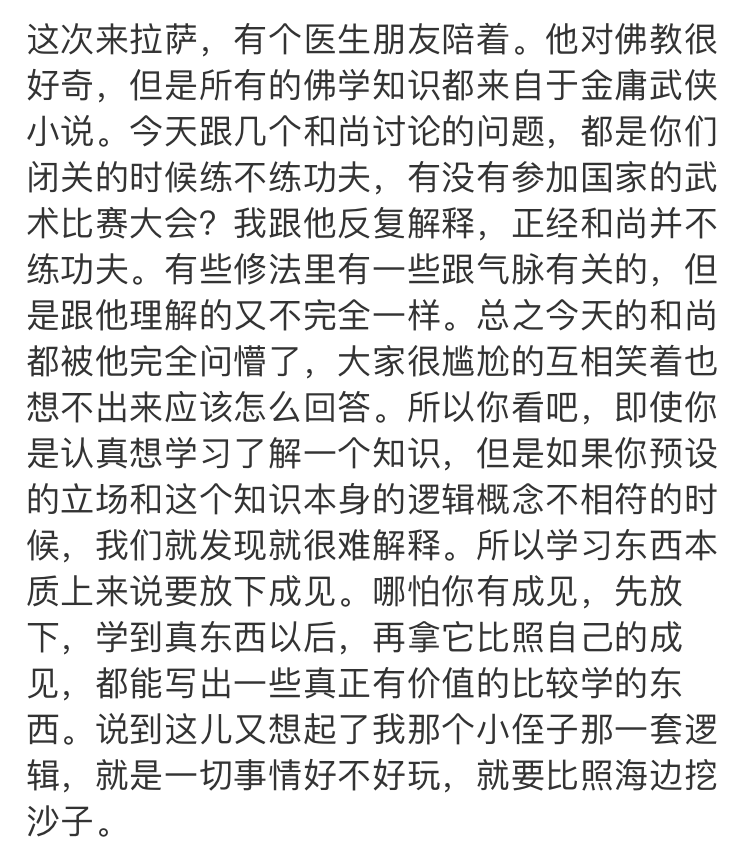 这次来拉萨，有个医生朋友陪着。他对佛教很
好奇，但是所有的佛学知识都来自于金庸武侠
小说。今天跟几个和尚讨论的问题，都是你们
闭关的时候练不练功夫，有没有参加国家的武
术比赛大会？我跟他反复解释，正经和尚并不
练功夫。有些修法里有一些跟气脉有关的，但
是跟他理解的又不完全一样。总之今天的和尚
都被他完全问懵了，大家很尴尬的互相笑着也
想不出来应该怎么回答。所以你看吧，即使你
是认真想学习了解一个知识，但是如果你预设
的立场和这个知识本身的逻辑概念不相符的时
候，我们就发现就很难解释。所以学习东西本
质上来说要放下成见。哪怕你有成见，先放
下，学到真东西以后，再拿它比照自己的成
见，都能写出一些真正有价值的比较学的东
西。说到这儿又想起了我那个小侄子那一套逻
辑，就是一切事情好不好玩，就要比照海边挖
沙子。